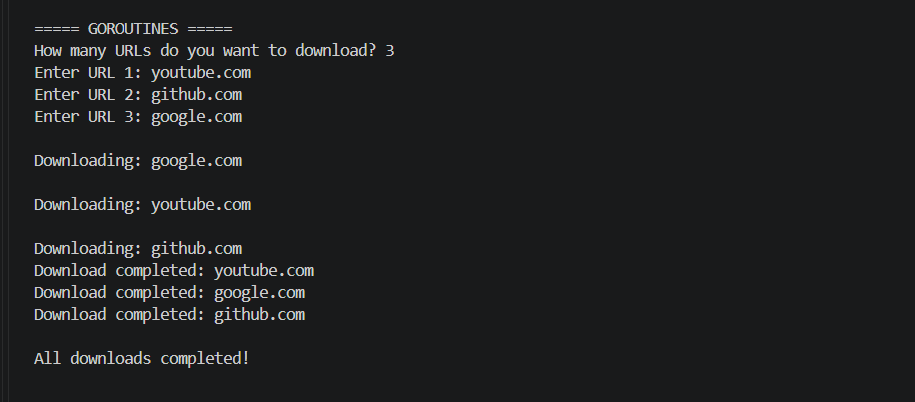 ===== GOROUTINES =====
How many URLs do you want to download? 3
Enter URL 1: youtube.com
Enter URL 2: github.com
Enter URL 3: google.com
Downloading: google.com
Downloading: youtube.com
Downloading: github.com
Download completed: youtube.com
Download completed: google.com
Download completed: github.com
All downloads completed!